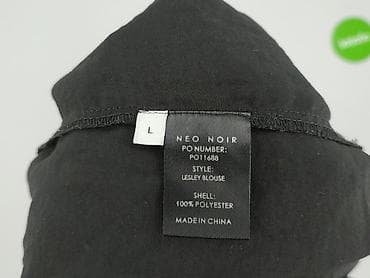 L
NEO NOIR
PO NUMBER:
PO11688
STYLE:
LESLEY BLOUSE
SHELL:
100% POLYESTER
MADE IN CHINA